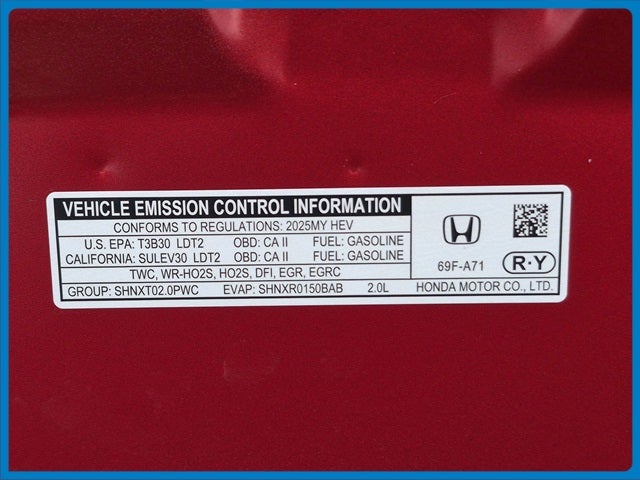 VEHICLE EMISSION CONTROL INFORMATION
CONFORMS TO REGULATIONS: 2025MY HEV
U.S. EPA: T3B30 LDT2 OBD: CA II FUEL: GASOLINE
CALIFORNIA: SULEV30 LDT2 OBD: CA II FUEL: GASOLINE
TWC, WR-HO2S, HO2S, DFI, EGR, EGRC
GROUP: SHNXT02.0PWC EVAP: SHNXR0150BAB 2.0L
69F-A71
R·Y
HONDA MOTOR CO., LTD.